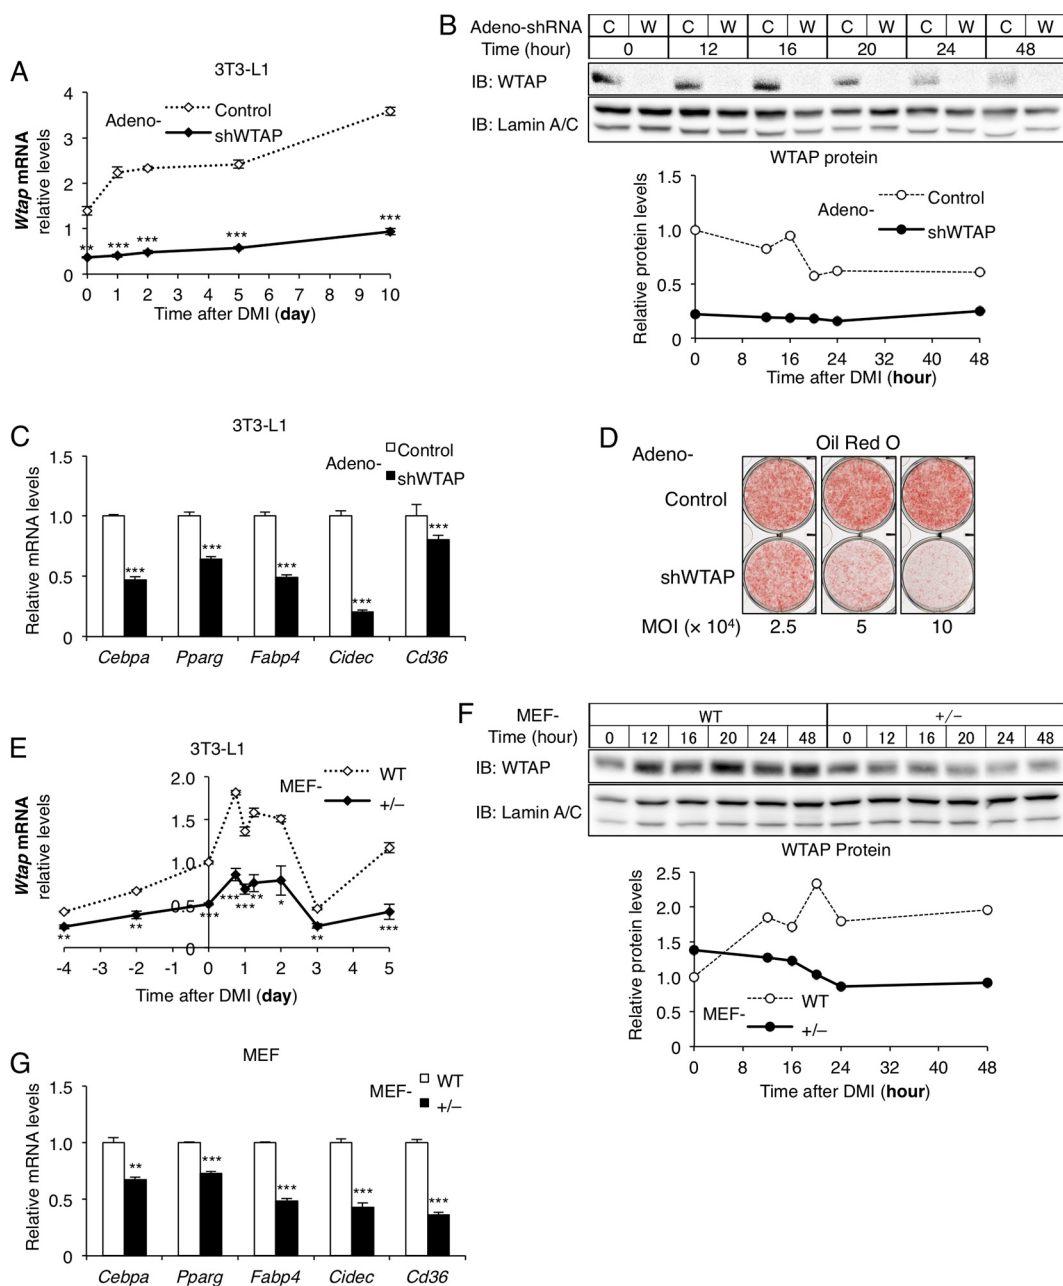 A
3T3-L1
Adeno-
Control
shWTAP
Wtap mRNA
relative levels
4
3
2
1
0
** *** *** *** ***
0 1 2 3 4 5 6 7 8 9 10
Time after DMI (day)
B
Adeno-shRNA C W C W C W C W C W C W
Time (hour) 0 12 16 20 24 48
IB: WTAP
IB: Lamin A/C
WTAP protein
Relative protein levels
1.5
1.0
0.5
0
Adeno-
Control
shWTAP
0 8 16 24 32 40 48
Time after DMI (hour)
C
3T3-L1
Adeno-
Control
shWTAP
Relative mRNA levels
1.5
1.0
0.5
0
*** *** *** *** ***
Cebpa Pparg Fabp4 Cidec Cd36
D
Oil Red O
Adeno-
Control
shWTAP
MOI (× 10⁴) 2.5 5 10
E
3T3-L1
MEF-
WT
+/–
Wtap mRNA
relative levels
2.0
1.5
1.0
0.5
0
** ** *** *** *** ** * ** ***
-4 -3 -2 -1 0 1 2 3 4 5
Time after DMI (day)
F
MEF- WT +/–
Time (hour) 0 12 16 20 24 48 0 12 16 20 24 48
IB: WTAP
IB: Lamin A/C
WTAP Protein
Relative protein levels
2.5
2.0
1.5
1.0
0.5
0
MEF-
WT
+/–
0 8 16 24 32 40 48
Time after DMI (hour)
G
MEF
MEF-
WT
+/–
Relative mRNA levels
1.5
1.0
0.5
0
** *** *** *** ***
Cebpa Pparg Fabp4 Cidec Cd36